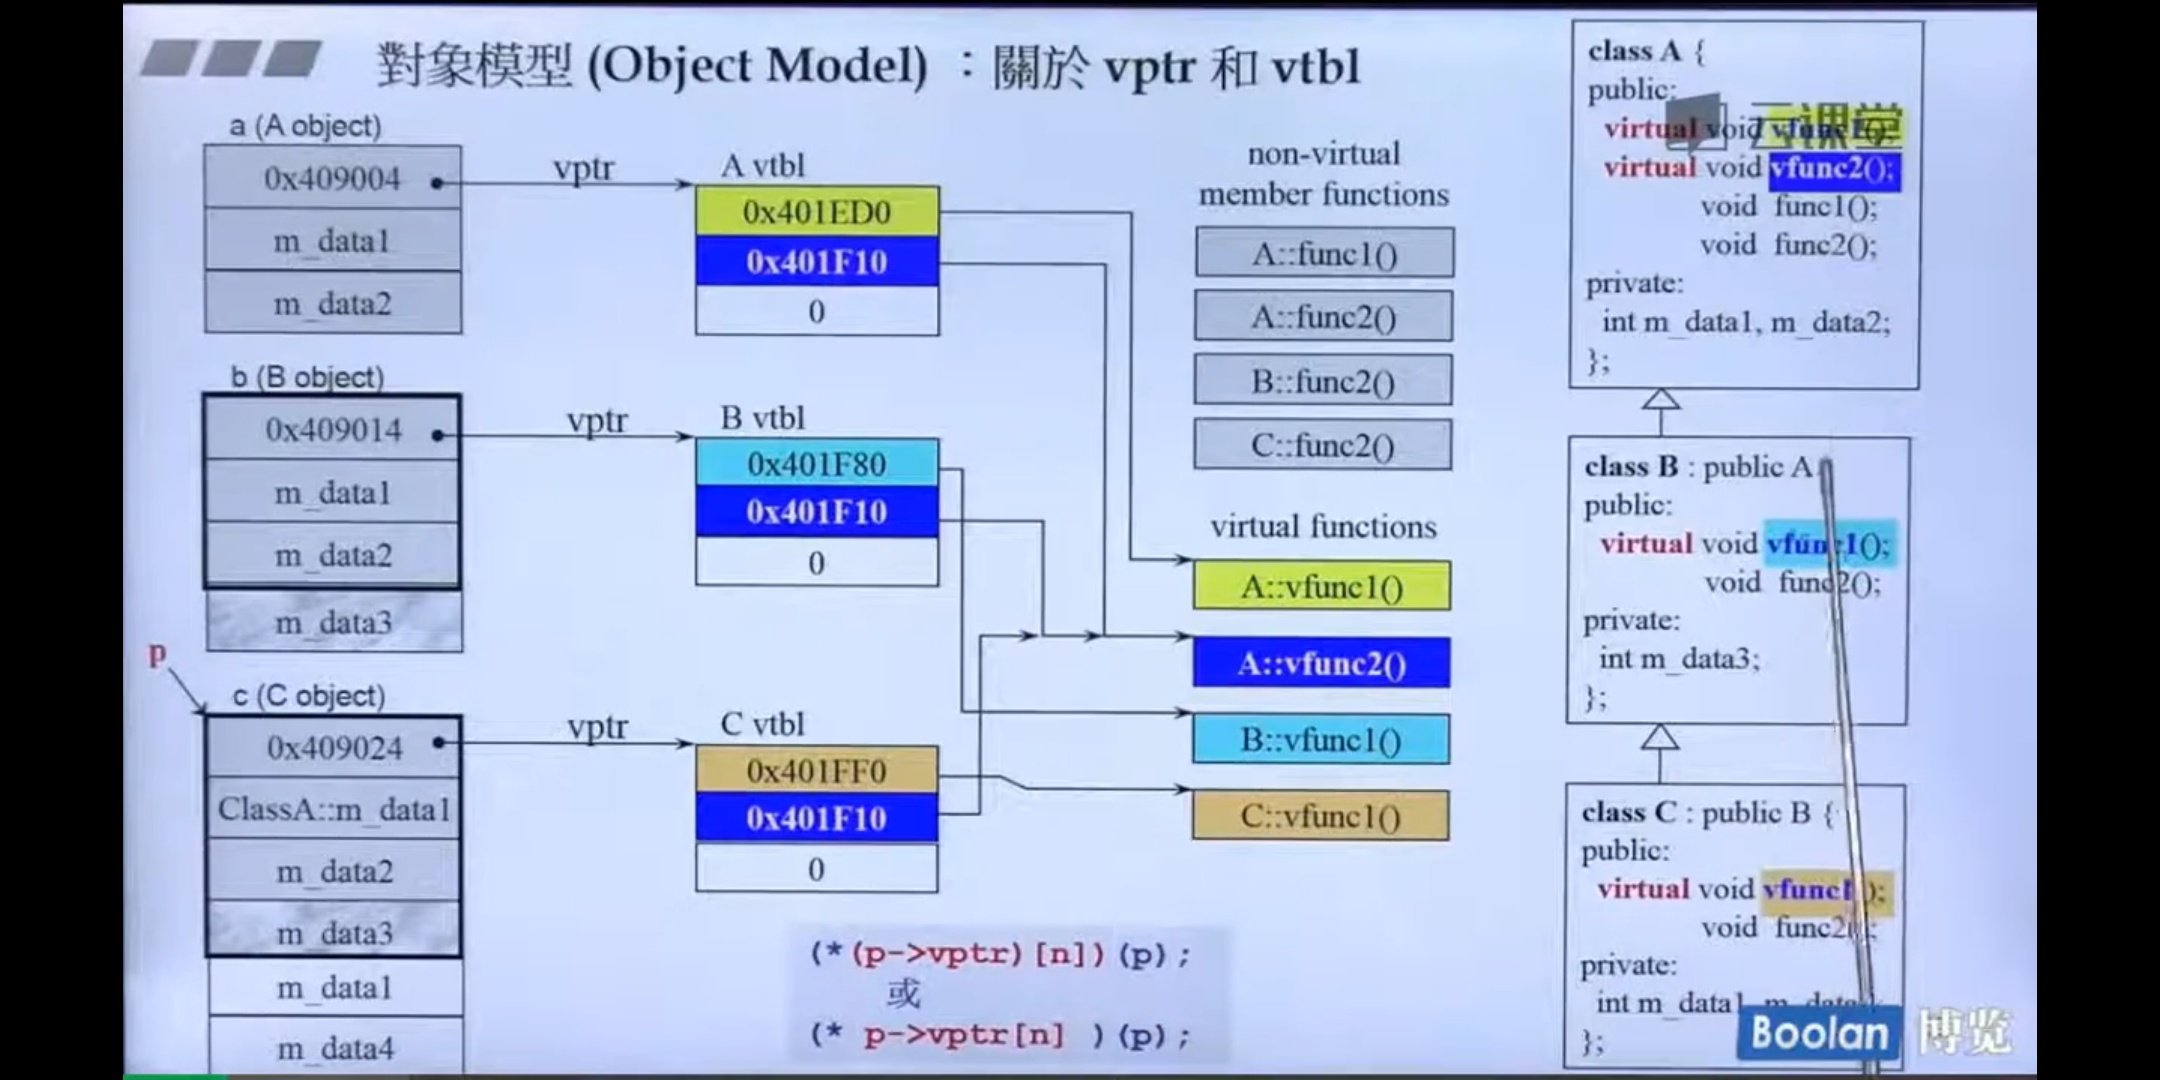 對象模型 (Object Model) ：關於 vptr 和 vtbl
a (A object)
0x409004
m_data1
m_data2
vptr
A vtbl
0x401ED0
0x401F10
0
b (B object)
0x409014
m_data1
m_data2
m_data3
vptr
B vtbl
0x401F80
0x401F10
0
p
c (C object)
0x409024
ClassA::m_data1
m_data2
m_data3
m_data1
m_data4
vptr
C vtbl
0x401FF0
0x401F10
0
(*(p->vptr)[n])(p);
或
(* p->vptr[n] )(p);
non-virtual
member functions
A::func1()
A::func2()
B::func2()
C::func2()
virtual functions
A::vfunc1()
A::vfunc2()
B::vfunc1()
C::vfunc1()
class A {
public:
virtual void vfunc1();
virtual void vfunc2();
void func1();
void func2();
private:
int m_data1, m_data2;
};
云课堂
class B : public A
public:
virtual void vfunc1();
void func2();
private:
int m_data3;
};
class C : public B {
public:
virtual void vfunc1();
void func2();
private:
int m_data1,
};
Boolan 博览